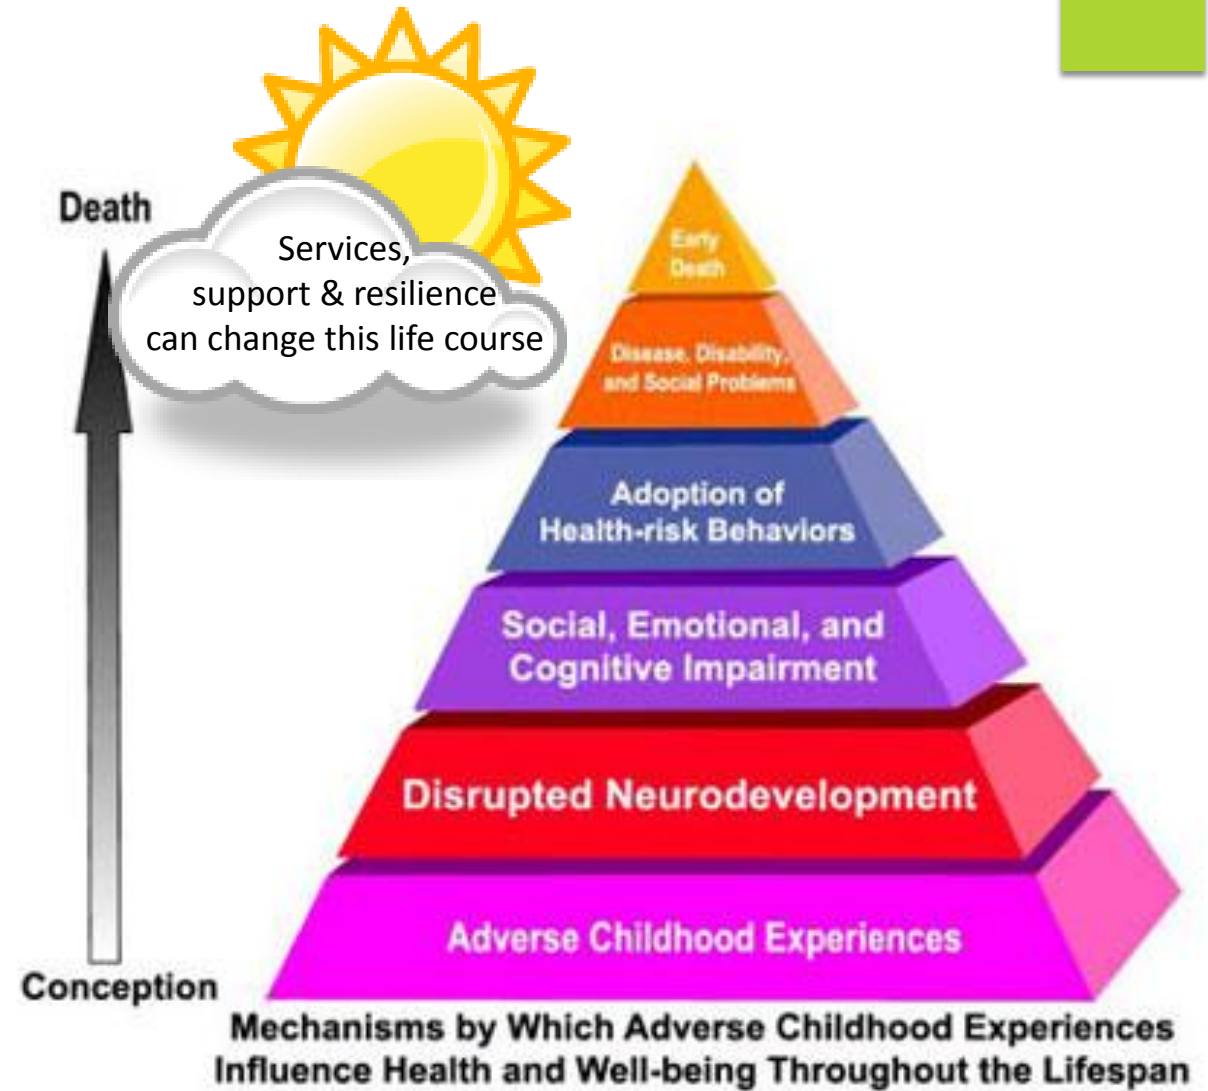 Death
Services,
support & resilience
can change this life course
Early
Death
Disease, Disability,
and Social Problems
Adoption of
Health-risk Behaviors
Social, Emotional, and
Cognitive Impairment
Disrupted Neurodevelopment
Adverse Childhood Experiences
Conception
Mechanisms by Which Adverse Childhood Experiences
Influence Health and Well-being Throughout the Lifespan